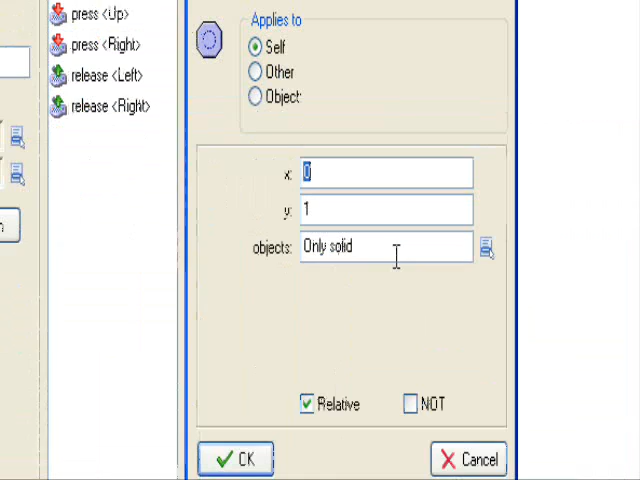 press <Up>
press <Right>
release <Left>
release <Right>
Applies to
Self
Other
Object:
x: 0
y: 1
objects: Only solid
Relative
NOT
OK
Cancel